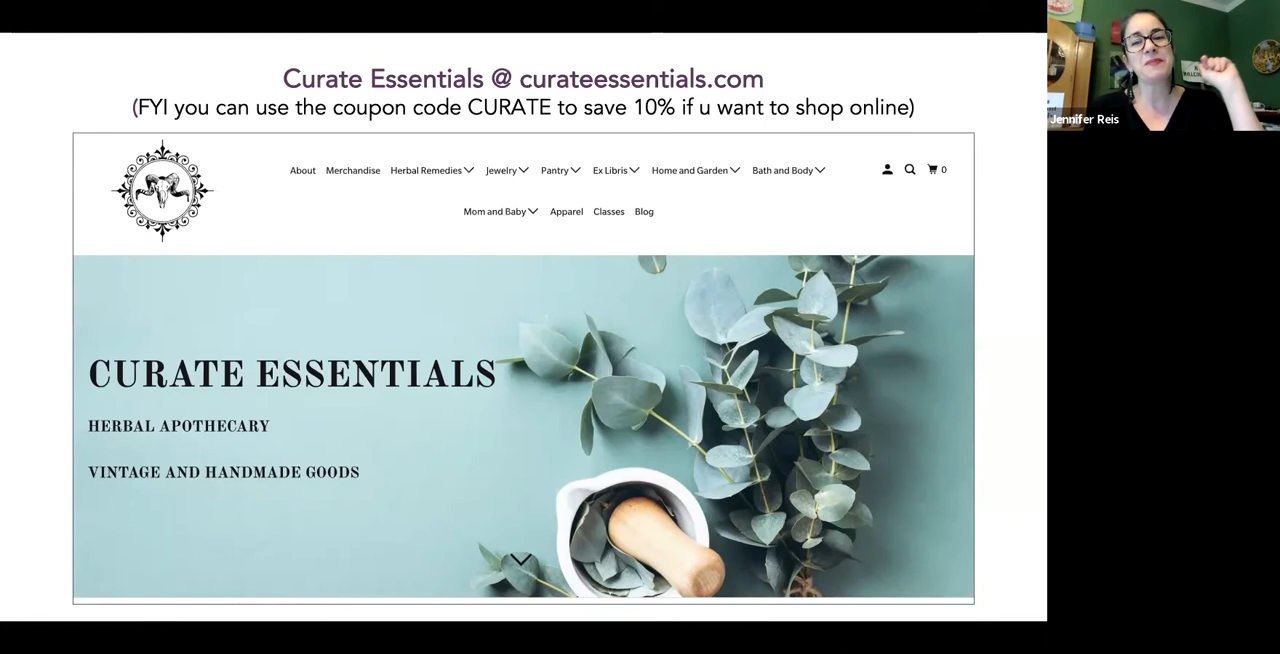 Curate Essentials @ curateessentials.com
(FYI you can use the coupon code CURATE to save 10% if u want to shop online)
About Merchandise Herbal Remedies Jewelry Pantry Ex Libris Home and Garden Bath and Body 0
Mom and Baby Apparel Classes Blog
CURATE ESSENTIALS
HERBAL APOTHECARY
VINTAGE AND HANDMADE GOODS
Jennifer Reis